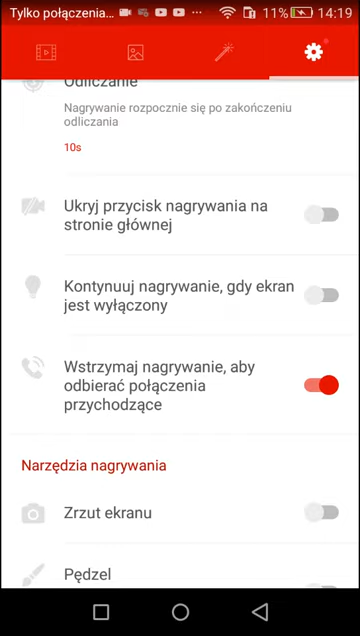 Tylko połączenia... 11% 14:19
Odliczanie
Nagrywanie rozpocznie się po zakończeniu
odliczania
10s
Ukryj przycisk nagrywania na
stronie głównej
Kontynuuj nagrywanie, gdy ekran
jest wyłączony
Wstrzymaj nagrywanie, aby
odbierać połączenia
przychodzące
Narzędzia nagrywania
Zrzut ekranu
Pędzel